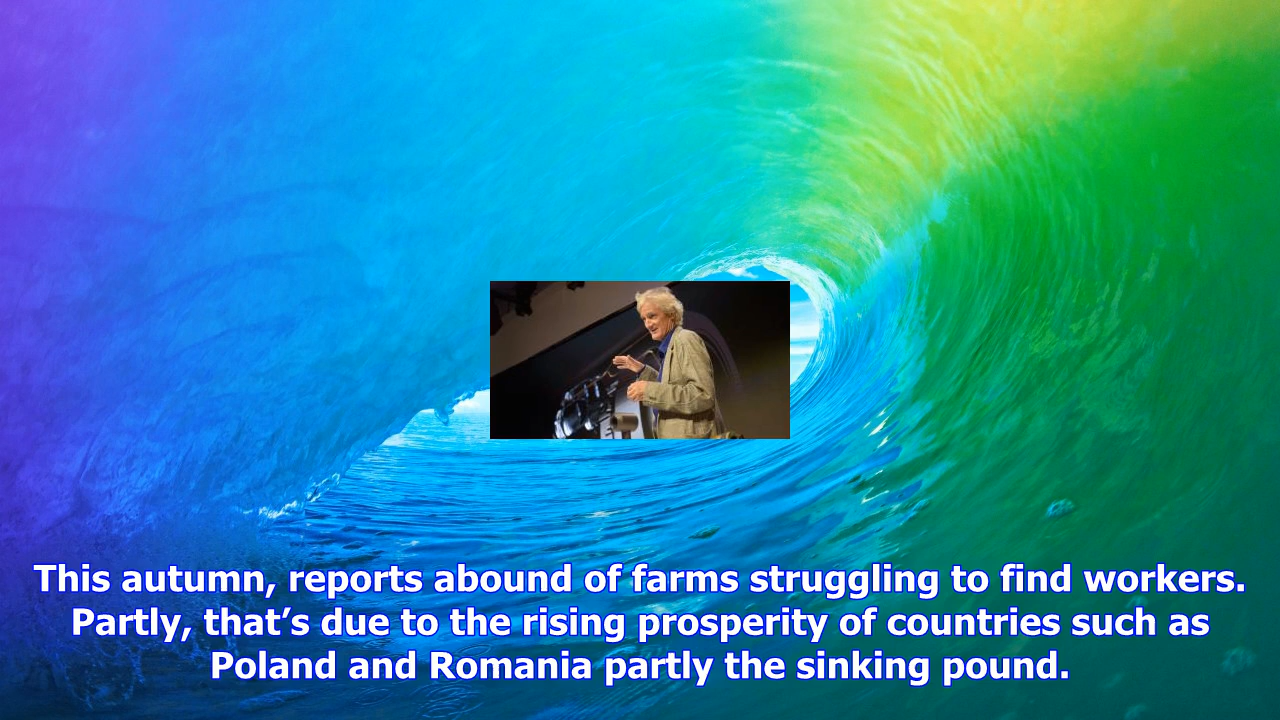 This autumn, reports abound of farms struggling to find workers.
Partly, that’s due to the rising prosperity of countries such as
Poland and Romania partly the sinking pound.